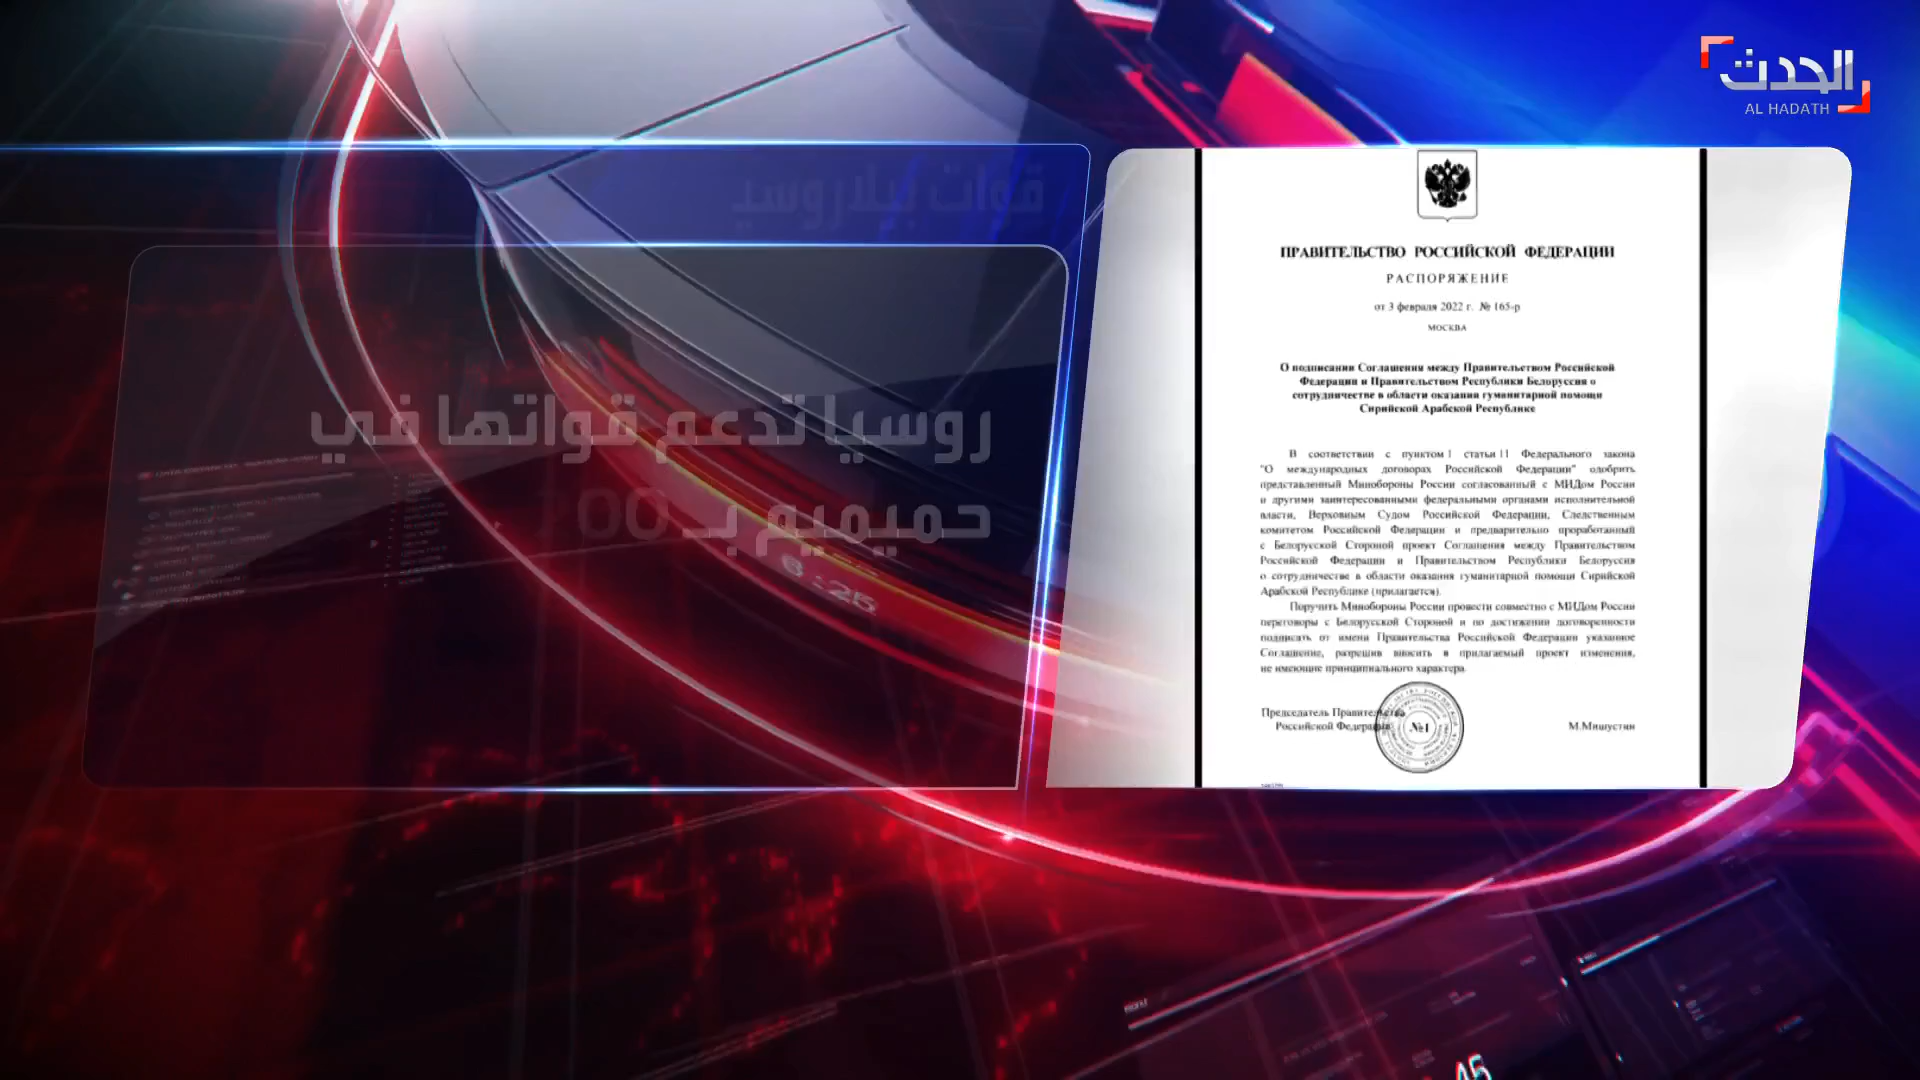 الحدث
AL HADATH
قوات بيلاروسي
روسيا تدعم قواتها في
حميميم بـ 200
ПРАВИТЕЛЬСТВО РОССИЙСКОЙ ФЕДЕРАЦИИ
РАСПОРЯЖЕНИЕ
от 3 февраля 2022 г. № 165-р
МОСКВА
О подписании Соглашения между Правительством Российской
Федерации и Правительством Республики Белоруссия о
сотрудничестве в области оказания гуманитарной помощи
Сирийской Арабской Республике
В соответствии с пунктом 1 статьи 11 Федерального закона
"О международных договорах Российской Федерации" одобрить
представленный Минобороны России согласованный с МИДом России
и другими заинтересованными федеральными органами исполнительной
власти, Верховным Судом Российской Федерации, Следственным
комитетом Российской Федерации и предварительно проработанный
с Белорусской Стороной проект Соглашения между Правительством
Российской Федерации и Правительством Республики Белоруссия
о сотрудничестве в области оказания гуманитарной помощи Сирийской
Арабской Республике (прилагается).
Поручить Минобороны России провести совместно с МИДом России
переговоры с Белорусской Стороной и по достижении договоренности
подписать от имени Правительства Российской Федерации указанное
Соглашение, разрешив вносить в прилагаемый проект изменения,
не имеющие принципиального характера.
Председатель Правительства
Российской Федерации
М.Мишустин
№1
45